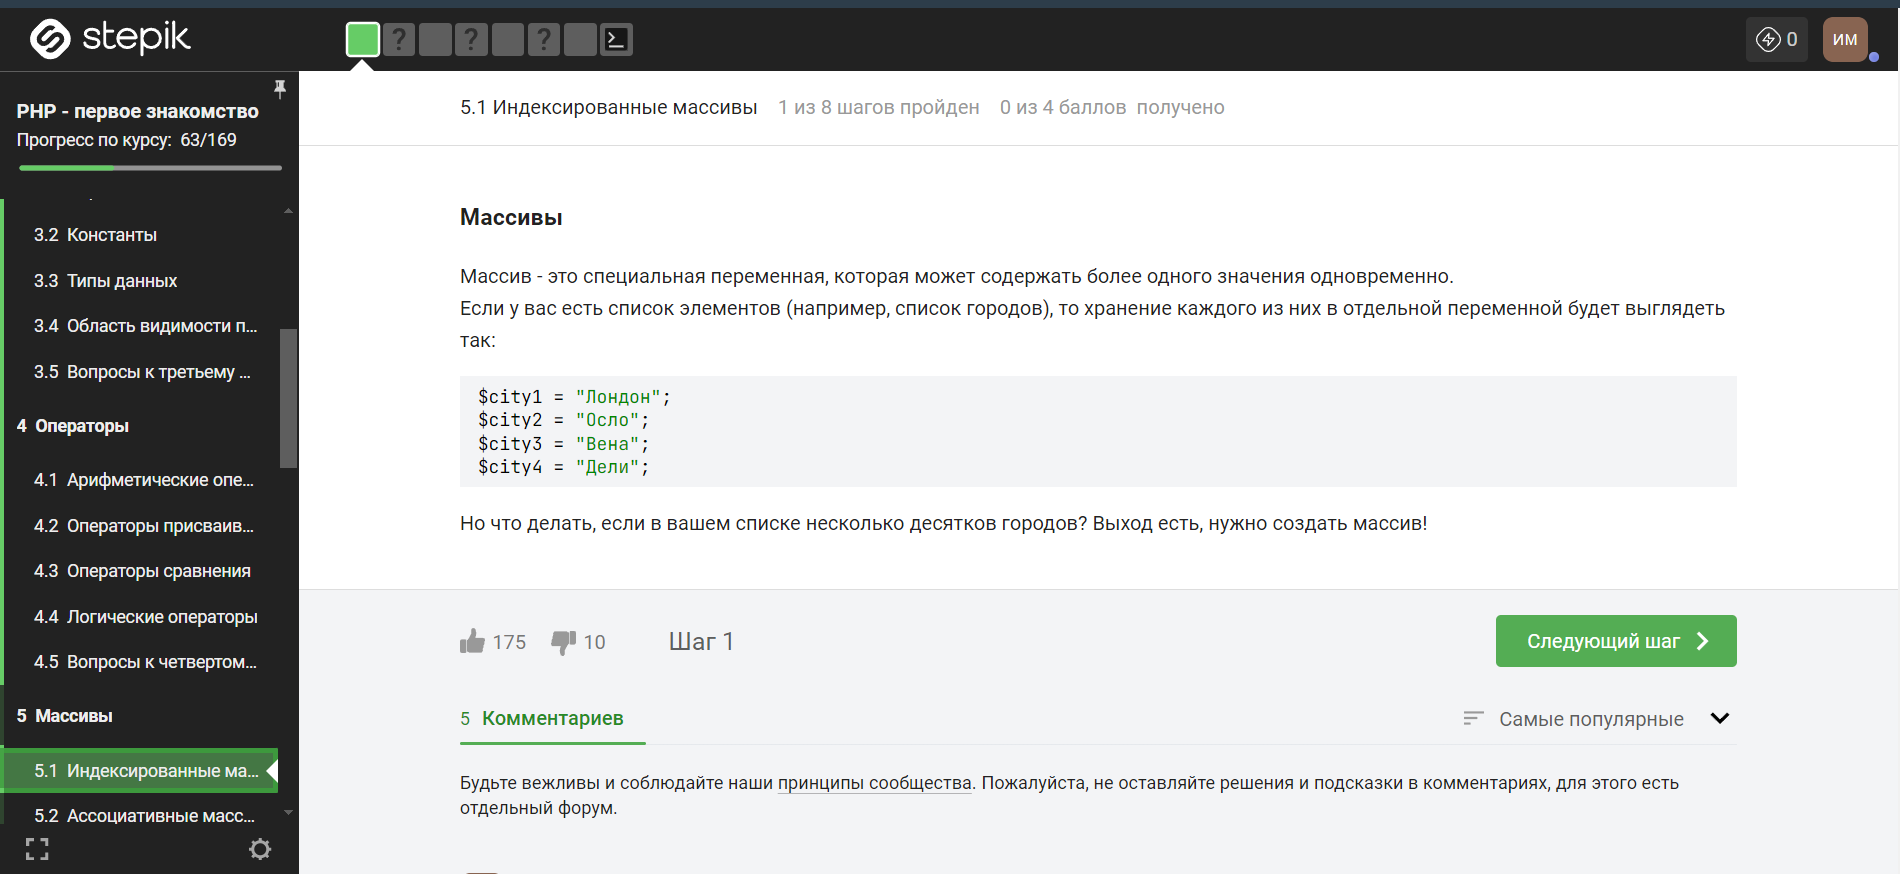 stepik
? ? ?
0
ИМ
PHP - первое знакомство
Прогресс по курсу: 63/169
3.2 Константы
3.3 Типы данных
3.4 Область видимости п...
3.5 Вопросы к третьему ...
4 Операторы
4.1 Арифметические опе...
4.2 Операторы присваив...
4.3 Операторы сравнения
4.4 Логические операторы
4.5 Вопросы к четвертом...
5 Массивы
5.1 Индексированные ма...
5.2 Ассоциативные масс...
5.1 Индексированные массивы 1 из 8 шагов пройден 0 из 4 баллов получено
Массивы
Массив - это специальная переменная, которая может содержать более одного значения одновременно.
Если у вас есть список элементов (например, список городов), то хранение каждого из них в отдельной переменной будет выглядеть
так:
$city1 = "Лондон";
$city2 = "Осло";
$city3 = "Вена";
$city4 = "Дели";
Но что делать, если в вашем списке несколько десятков городов? Выход есть, нужно создать массив!
175 10 Шаг 1 Следующий шаг
5 Комментариев Самые популярные
Будьте вежливы и соблюдайте наши принципы сообщества. Пожалуйста, не оставляйте решения и подсказки в комментариях, для этого есть
отдельный форум.